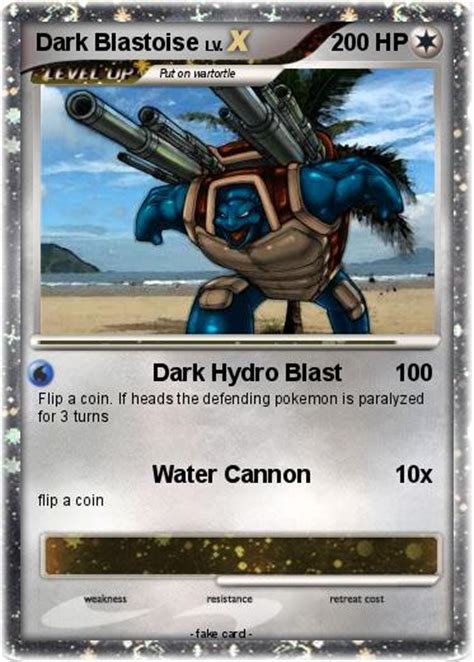 Dark Blastoise LV. X 200 HP
LEVEL UP Put on wartortle
Dark Hydro Blast 100
Flip a coin. If heads the defending pokemon is paralyzed
for 3 turns
Water Cannon 10x
flip a coin
weakness resistance retreat cost
- fake card -